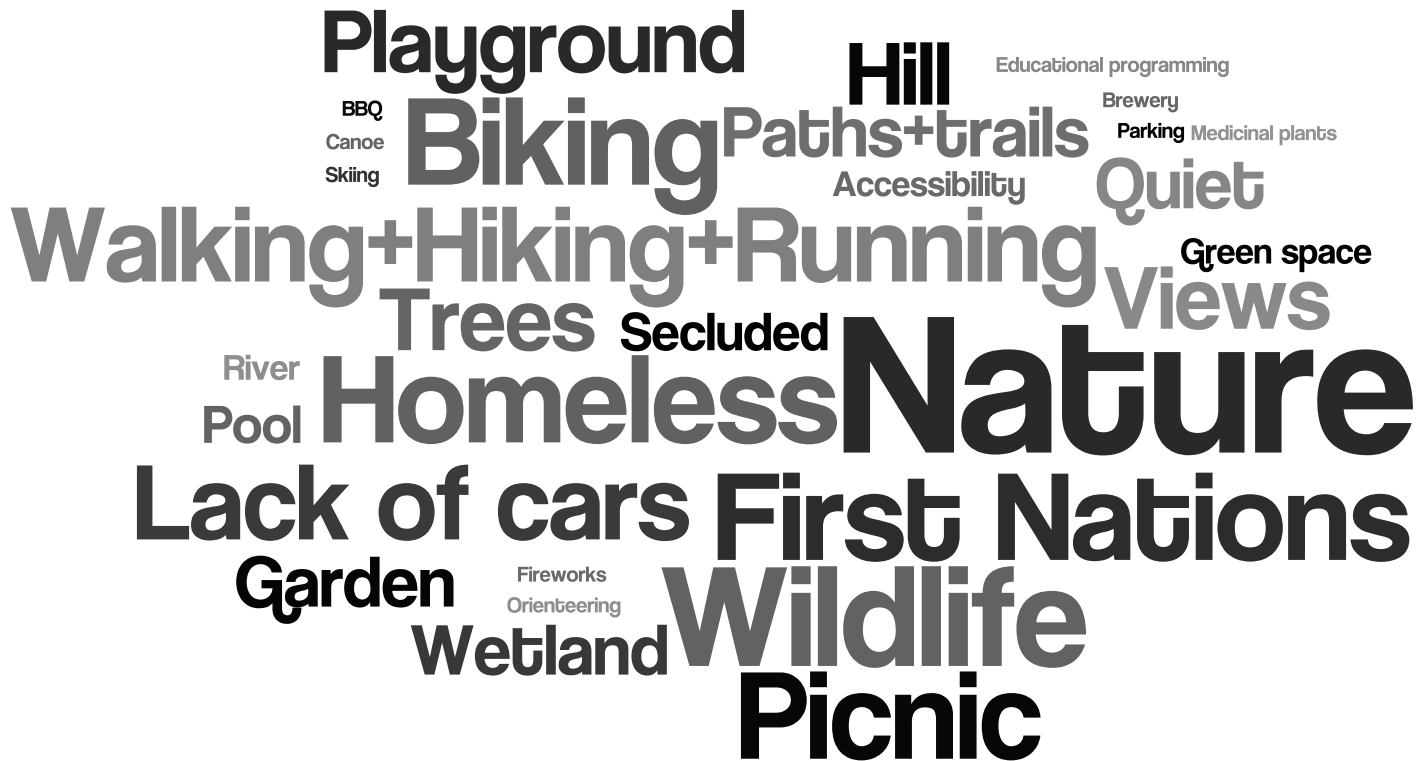 Playground
Hill
Educational programming
BBQ
Brewery
Biking
Paths+trails
Parking
Medicinal plants
Canoe
Skiing
Accessibility
Quiet
Walking+Hiking+Running
Green space
Views
Trees
Secluded
Nature
River
Homeless
Pool
Lack of cars
First Nations
Garden
Fireworks
Orienteering
Wildlife
Wetland
Picnic